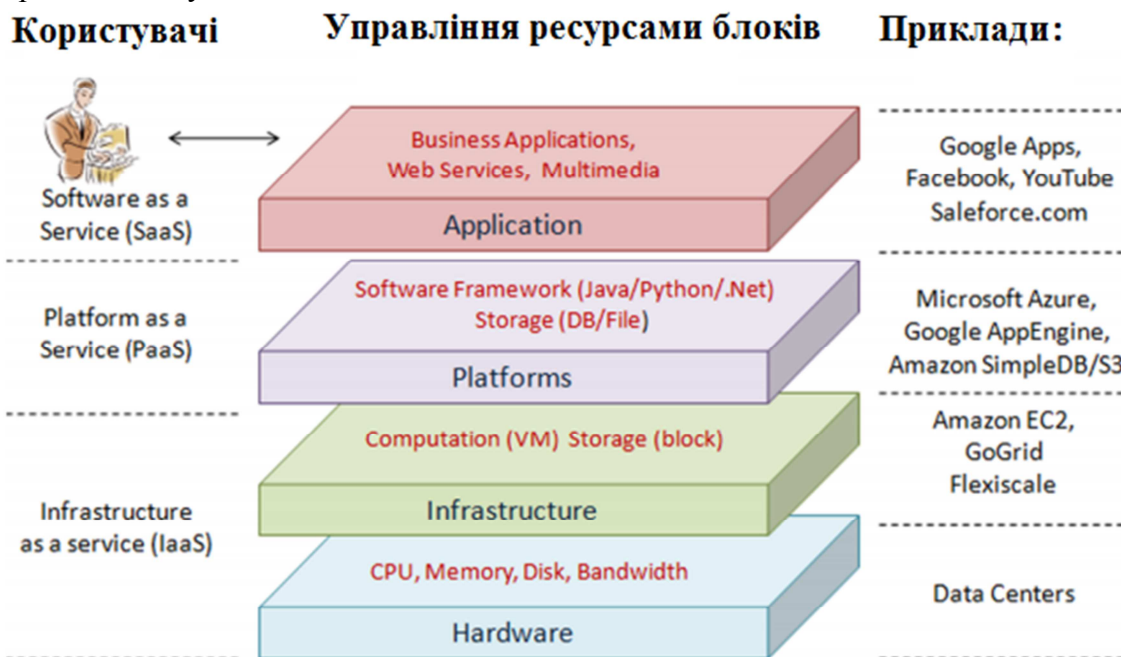 Користувачі
Управління ресурсами блоків
Приклади:
Software as a
Service (SaaS)
Business Applications,
Web Services, Multimedia
Application
Google Apps,
Facebook, YouTube
Saleforce.com
Platform as a
Service (PaaS)
Software Framework (Java/Python/.Net)
Storage (DB/File)
Platforms
Microsoft Azure,
Google AppEngine,
Amazon SimpleDB/S3
Infrastructure
as a service (IaaS)
Computation (VM) Storage (block)
Infrastructure
Amazon EC2,
GoGrid
Flexiscale
CPU, Memory, Disk, Bandwidth
Hardware
Data Centers